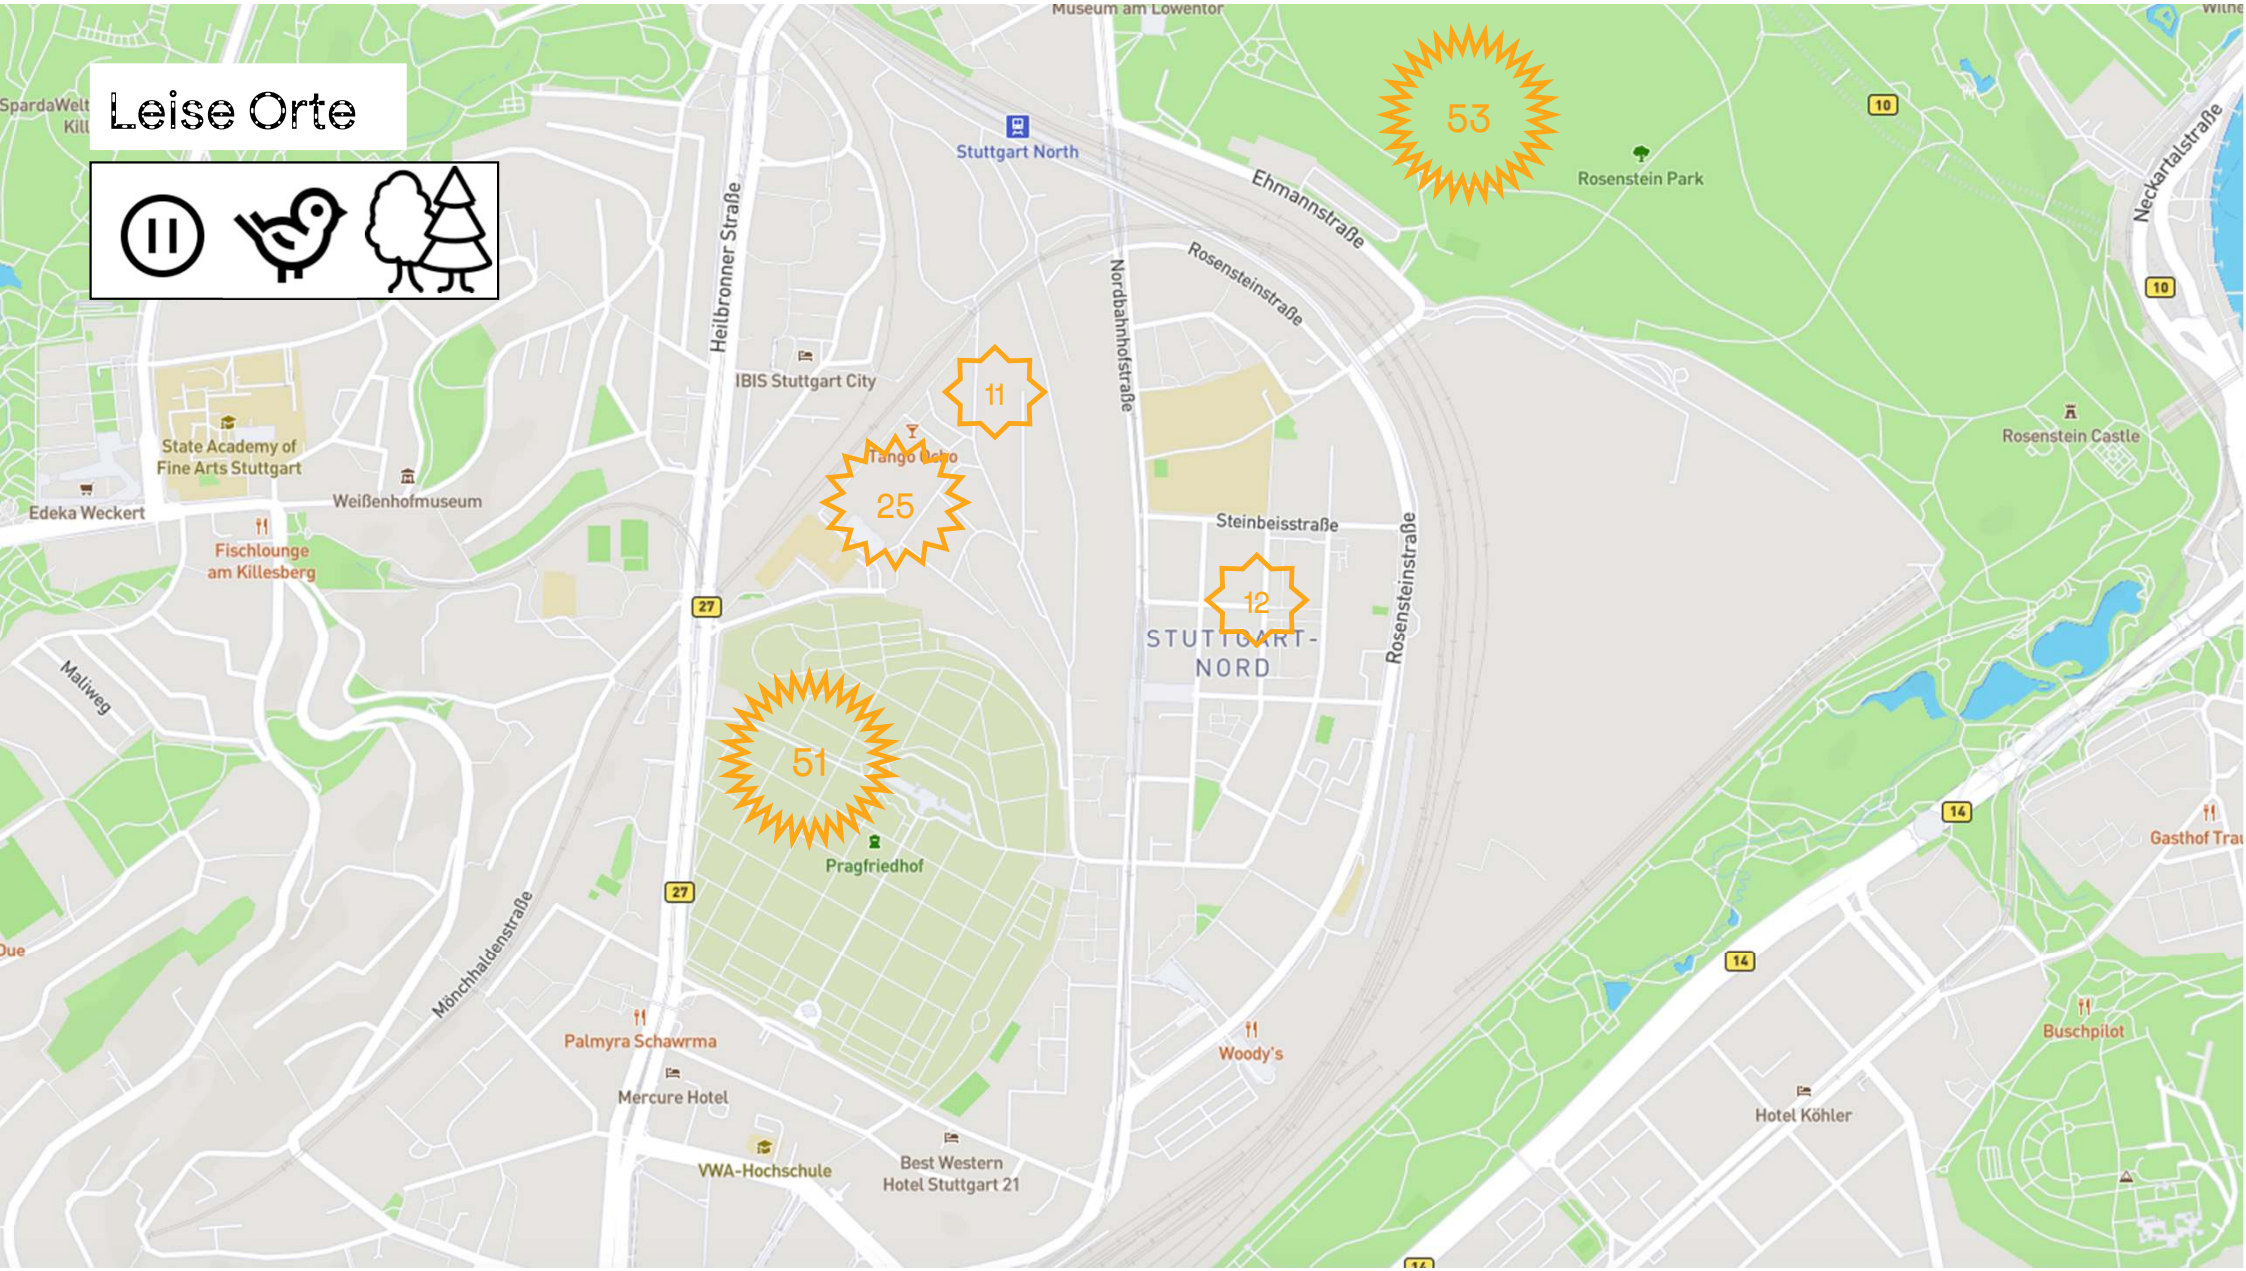 Museum am Löwentor
Leise Orte
53
10
Stuttgart North
Rosenstein Park
Ehmannstraße
Neckartalstraße
Heilbronner Straße
Rosensteinstraße
Nordbahnhofstraße
10
IBIS Stuttgart City
11
Rosenstein Castle
State Academy of
Fine Arts Stuttgart
Tango
25
Weißenhofmuseum
Edeka Weckert
Steinbeisstraße
Fischlounge
am Killesberg
Rosensteinstraße
12
27
STUTTGART-
NORD
Maliweg
51
14
Gasthof
Pragfriedhof
27
Mönchhaldenstraße
14
Palmyra Schawrma
Woody's
Buschpilot
Mercure Hotel
Hotel Köhler
VWA-Hochschule
Best Western
Hotel Stuttgart 21